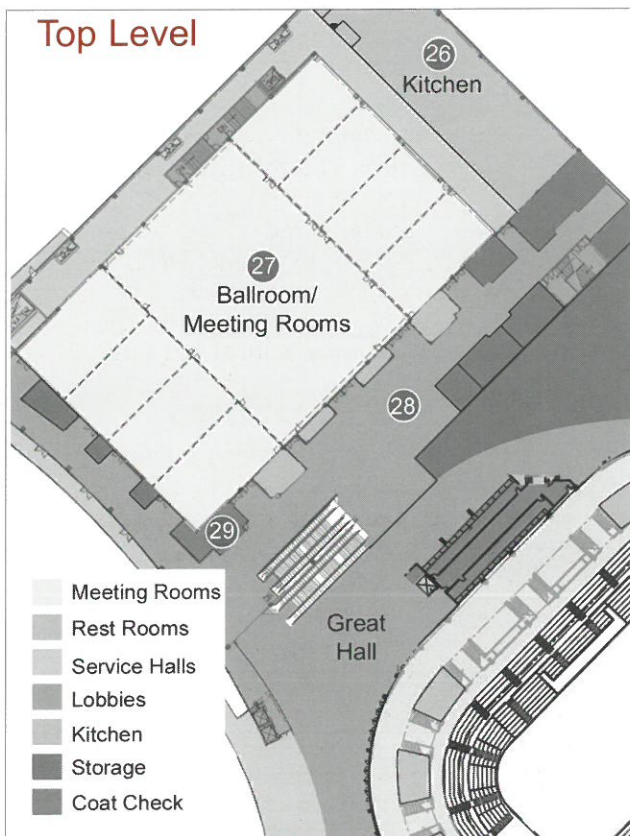 Top Level
26
Kitchen
27
Ballroom/
Meeting Rooms
28
29
Great
Hall
Meeting Rooms
Rest Rooms
Service Halls
Lobbies
Kitchen
Storage
Coat Check